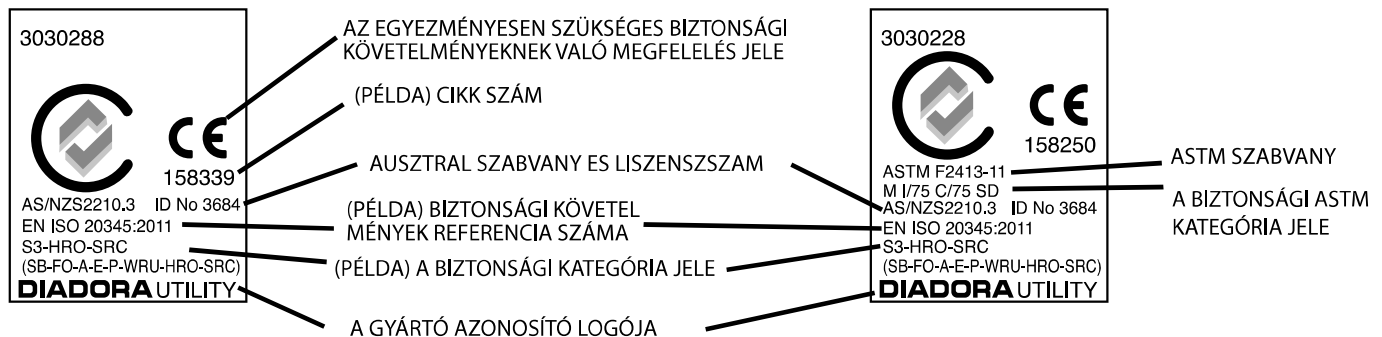 3030288
CE
158339
AS/NZS2210.3 ID No 3684
EN ISO 20345:2011
S3-HRO-SRC
(SB-FO-A-E-P-WRU-HRO-SRC)
DIADORA UTILITY
AZ EGYEZMÉNYESEN SZÜKSÉGES BIZTONSÁGI
KÖVETELMÉNYEKNEK VALÓ MEGFELELÉS JELE
(PÉLDA) CIKK SZÁM
AUSZTRAL SZABVANY ES LISZENSZSZAM
(PÉLDA) BIZTONSÁGI KÖVETEL
MÉNYEK REFERENCIA SZÁMA
(PÉLDA) A BIZTONSÁGI KATEGÓRIA JELE
A GYÁRTÓ AZONOSÍTÓ LOGÓJA
3030228
CE
158250
ASTM F2413-11
M I/75 C/75 SD
AS/NZS2210.3 ID No 3684
EN ISO 20345:2011
S3-HRO-SRC
(SB-FO-A-E-P-WRU-HRO-SRC)
DIADORA UTILITY
ASTM SZABVANY
A BIZTONSÁGI ASTM
KATEGÓRIA JELE